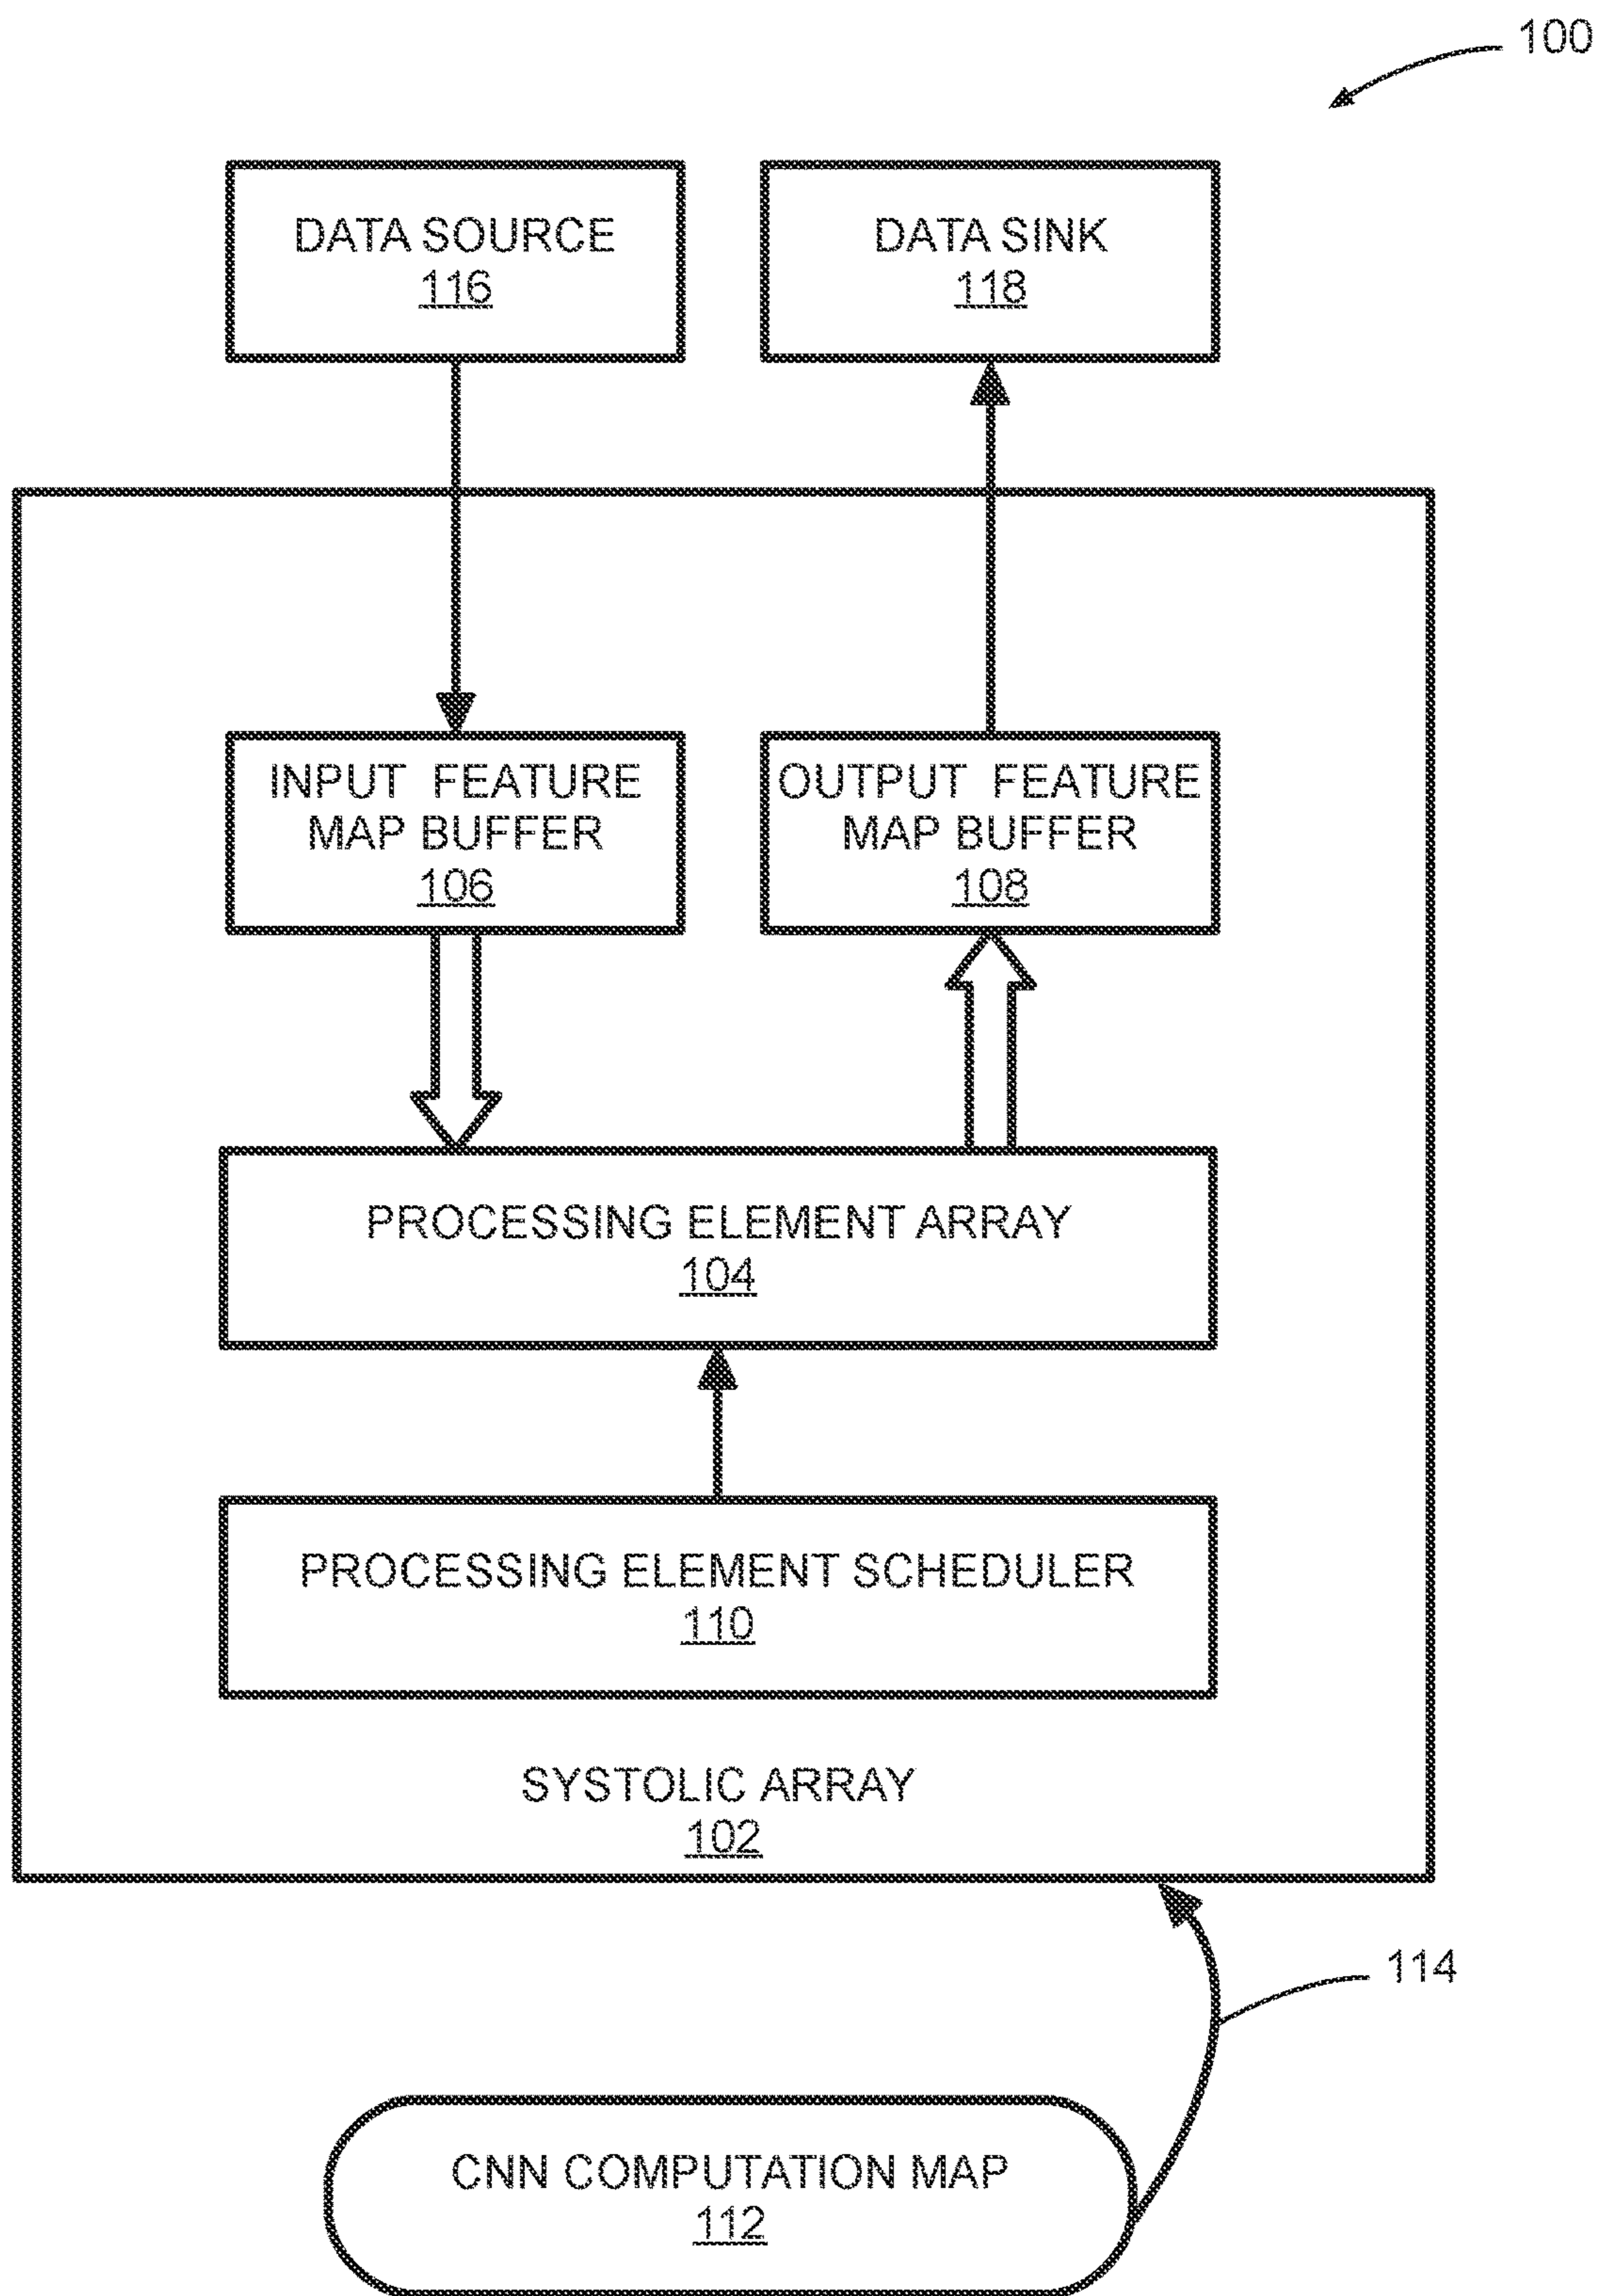 100
DATA SOURCE
116
DATA SINK
118
INPUT FEATURE
MAP BUFFER
106
OUTPUT FEATURE
MAP BUFFER
108
PROCESSING ELEMENT ARRAY
104
PROCESSING ELEMENT SCHEDULER
110
SYSTOLIC ARRAY
102
114
CNN COMPUTATION MAP
112